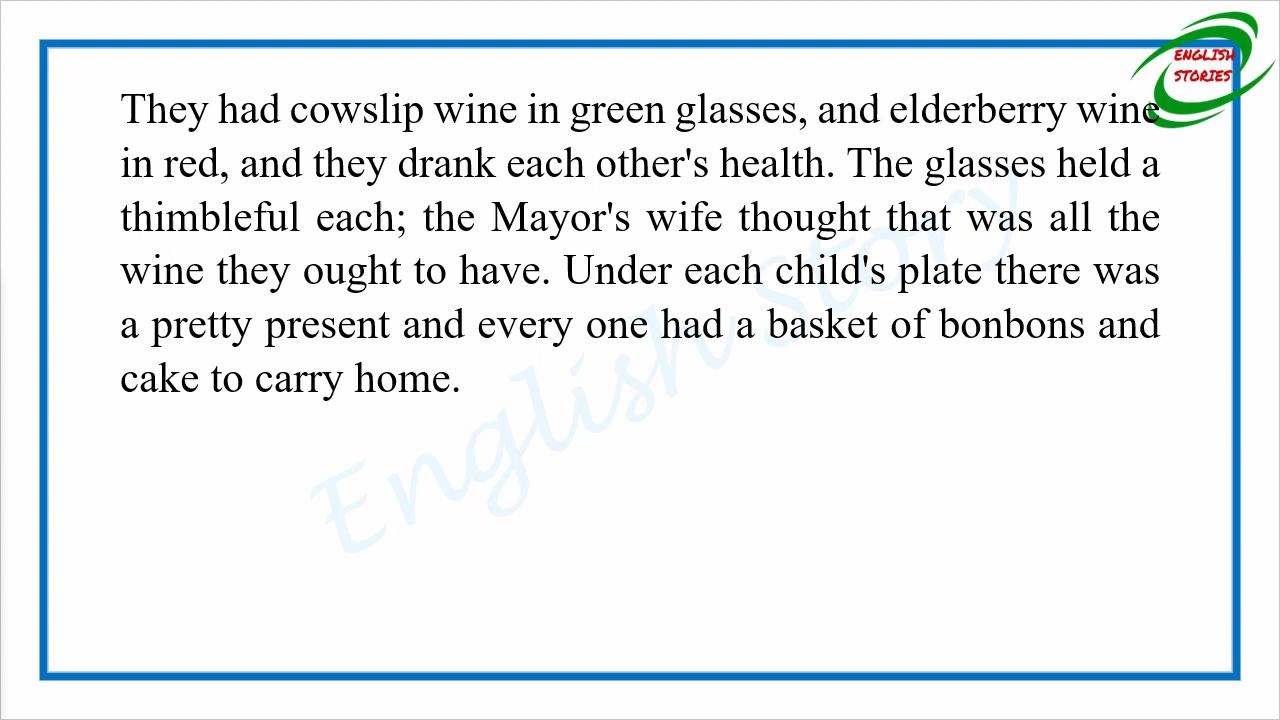 ENGLISH
STORIES
They had cowslip wine in green glasses, and elderberry wine
in red, and they drank each other's health. The glasses held a
thimbleful each; the Mayor's wife thought that was all the
wine they ought to have. Under each child's plate there was
a pretty present and every one had a basket of bonbons and
cake to carry home.
English Story